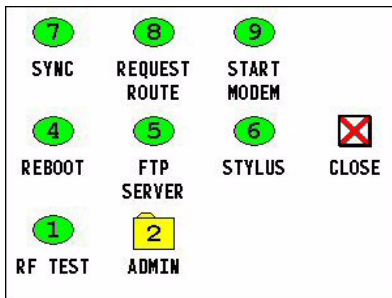 7 8 9
SYNC REQUEST START
ROUTE MODEM
4 5 6
REBOOT FTP STYLUS CLOSE
SERVER
1 2
RF TEST ADMIN